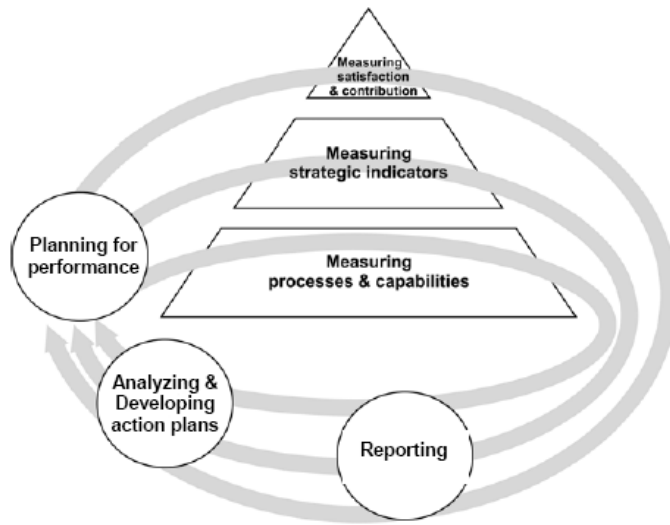 Measuring
satisfaction
& contribution
Measuring
strategic indicators
Planning for
performance
Measuring
processes & capabilities
Analyzing &
Developing
action plans
Reporting